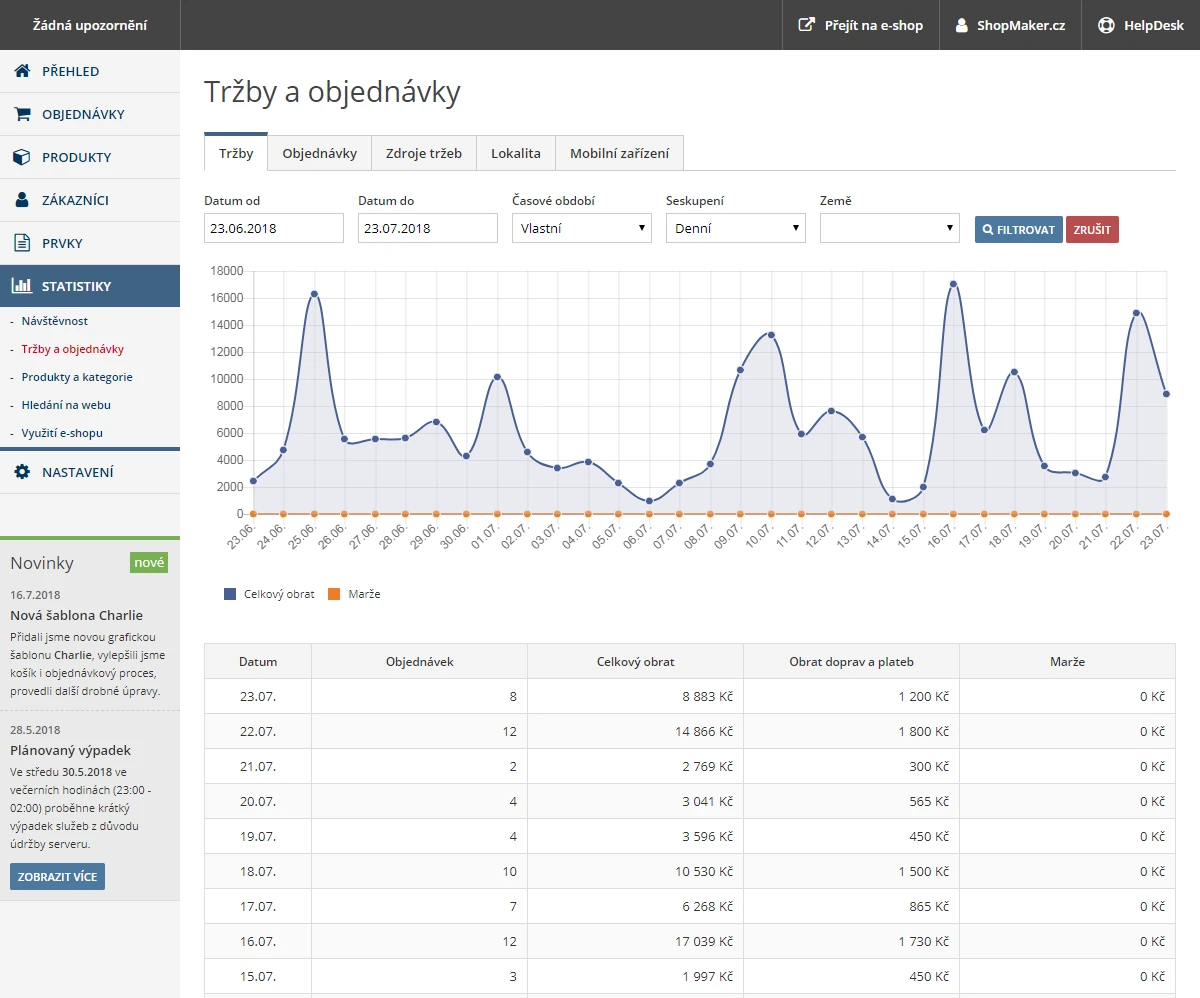 Žádná upozornění
Přejít na e-shop
ShopMaker.cz
HelpDesk
PŘEHLED
OBJEDNÁVKY
PRODUKTY
ZÁKAZNÍCI
PRVKY
STATISTIKY
- Návštěvnost
- Tržby a objednávky
- Produkty a kategorie
- Hledání na webu
- Využití e-shopu
NASTAVENÍ
Novinky
nové
16.7.2018
Nová šablona Charlie
Přidali jsme novou grafickou
šablonu Charlie, vylepšili jsme
košík i objednávkový proces,
provedli další drobné úpravy.
28.5.2018
Plánovaný výpadek
Ve středu 30.5.2018 ve
večerních hodinách (23:00 -
02:00) proběhne krátký
výpadek služeb z důvodu
údržby serveru.
ZOBRAZIT VÍCE
Tržby a objednávky
Tržby Objednávky Zdroje tržeb Lokalita Mobilní zařízení
Datum od Datum do Časové období Seskupení Země
23.06.2018 23.07.2018 Vlastní Denní FILTROVAT ZRUŠIT
18000
16000
14000
12000
10000
8000
6000
4000
2000
0
23.06. 24.06. 25.06. 26.06. 27.06. 28.06. 29.06. 30.06. 01.07. 02.07. 03.07. 04.07. 05.07. 06.07. 07.07. 08.07. 09.07. 10.07. 11.07. 12.07. 13.07. 14.07. 15.07. 16.07. 17.07. 18.07. 19.07. 20.07. 21.07. 22.07. 23.07.
Celkový obrat Marže
Datum Objednávek Celkový obrat Obrat doprav a plateb Marže
23.07. 8 8 883 Kč 1 200 Kč 0 Kč
22.07. 12 14 866 Kč 1 800 Kč 0 Kč
21.07. 2 2 769 Kč 300 Kč 0 Kč
20.07. 4 3 041 Kč 565 Kč 0 Kč
19.07. 4 3 596 Kč 450 Kč 0 Kč
18.07. 10 10 530 Kč 1 500 Kč 0 Kč
17.07. 7 6 268 Kč 865 Kč 0 Kč
16.07. 12 17 039 Kč 1 730 Kč 0 Kč
15.07. 3 1 997 Kč 450 Kč 0 Kč